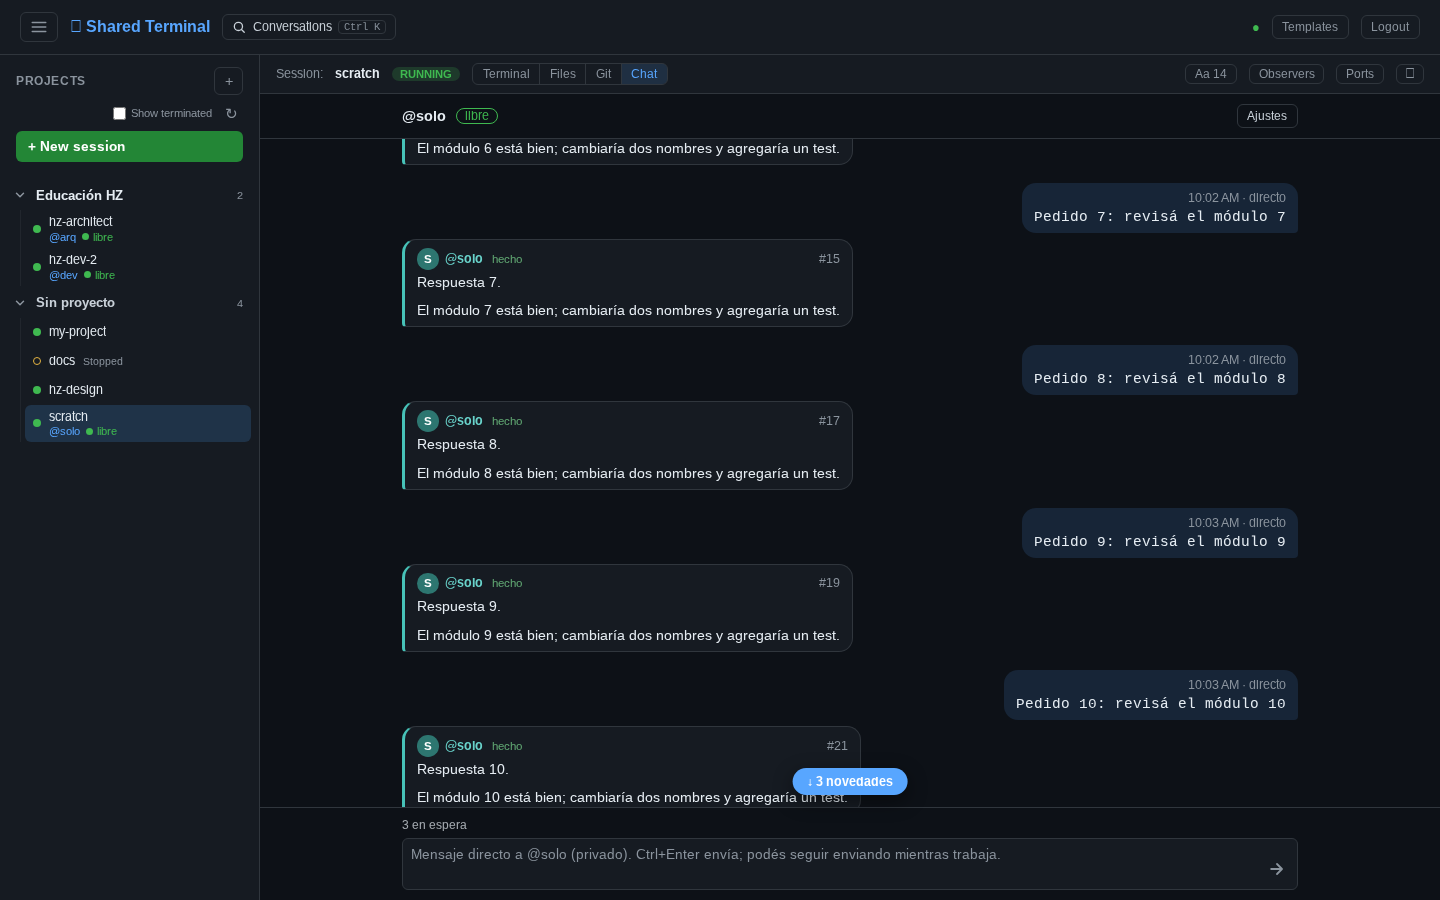 Shared Terminal
Conversations Ctrl K
Templates
Logout
PROJECTS
+
Show terminated
+ New session
Educación HZ 2
hz-architect
@arq libre
hz-dev-2
@dev libre
Sin proyecto 4
my-project
docs Stopped
hz-design
scratch
@solo libre
Session: scratch RUNNING Terminal Files Git Chat
Aa 14 Observers Ports
@solo libre Ajustes
El módulo 6 está bien; cambiaría dos nombres y agregaría un test.
10:02 AM · directo
Pedido 7: revisá el módulo 7
S @solo hecho #15
Respuesta 7.
El módulo 7 está bien; cambiaría dos nombres y agregaría un test.
10:02 AM · directo
Pedido 8: revisá el módulo 8
S @solo hecho #17
Respuesta 8.
El módulo 8 está bien; cambiaría dos nombres y agregaría un test.
10:03 AM · directo
Pedido 9: revisá el módulo 9
S @solo hecho #19
Respuesta 9.
El módulo 9 está bien; cambiaría dos nombres y agregaría un test.
10:03 AM · directo
Pedido 10: revisá el módulo 10
S @solo hecho #21
Respuesta 10.
↓ 3 novedades
El módulo 10 está bien; cambiaría dos nombres y agregaría un test.
3 en espera
Mensaje directo a @solo (privado). Ctrl+Enter envía; podés seguir enviando mientras trabaja.